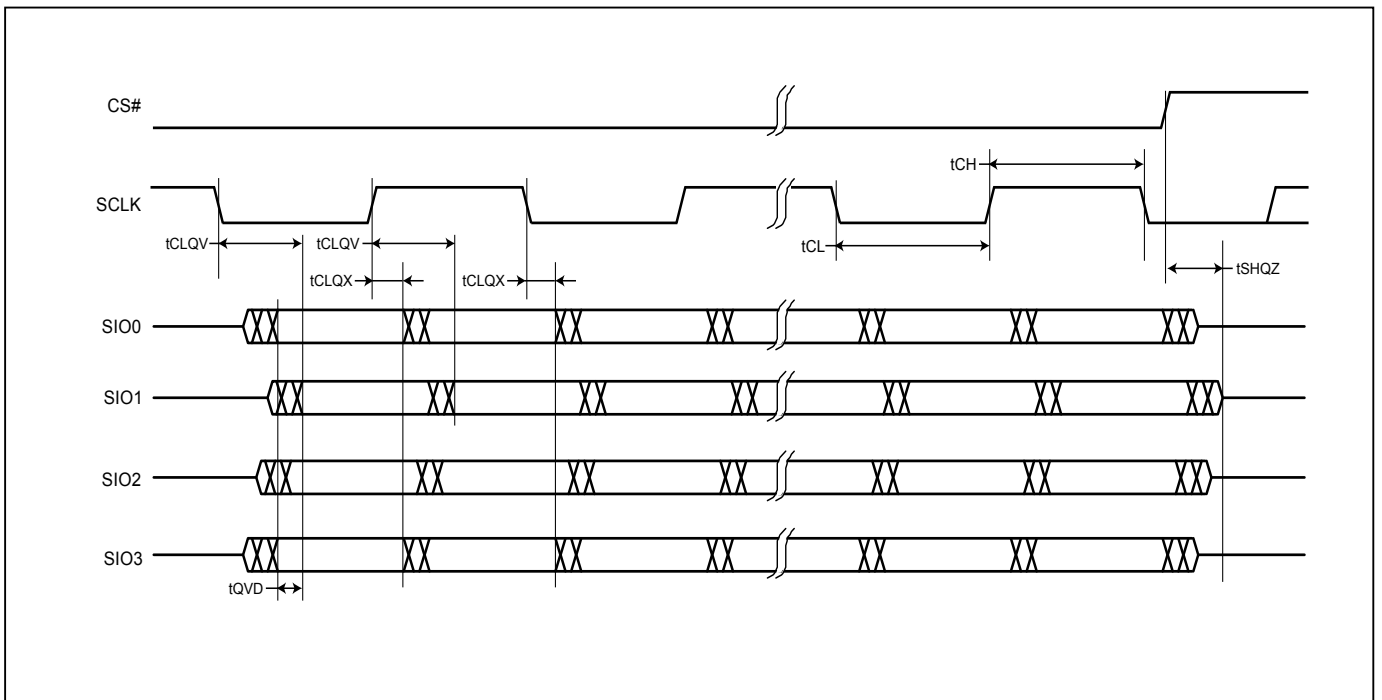 CS#
tCH
SCLK
tCLQV
tCLQV
tCL
tSHQZ
tCLQX
tCLQX
SIO0
SIO1
SIO2
SIO3
tQVD